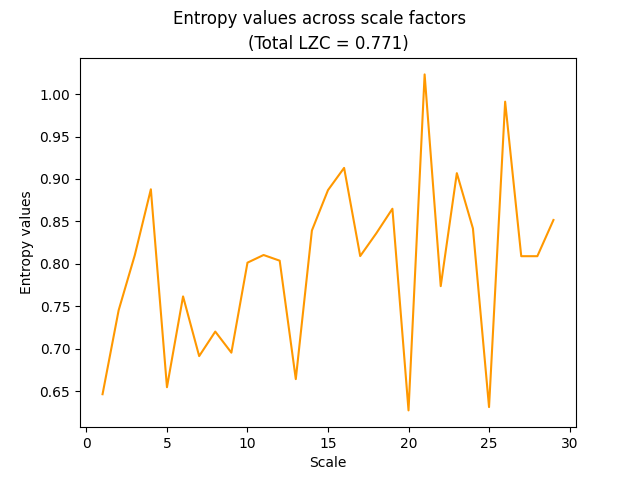 Entropy values across scale factors
(Total LZC = 0.771)
1.00
0.95
0.90
0.85
0.80
0.75
0.70
0.65
Entropy values
0 5 10 15 20 25 30
Scale